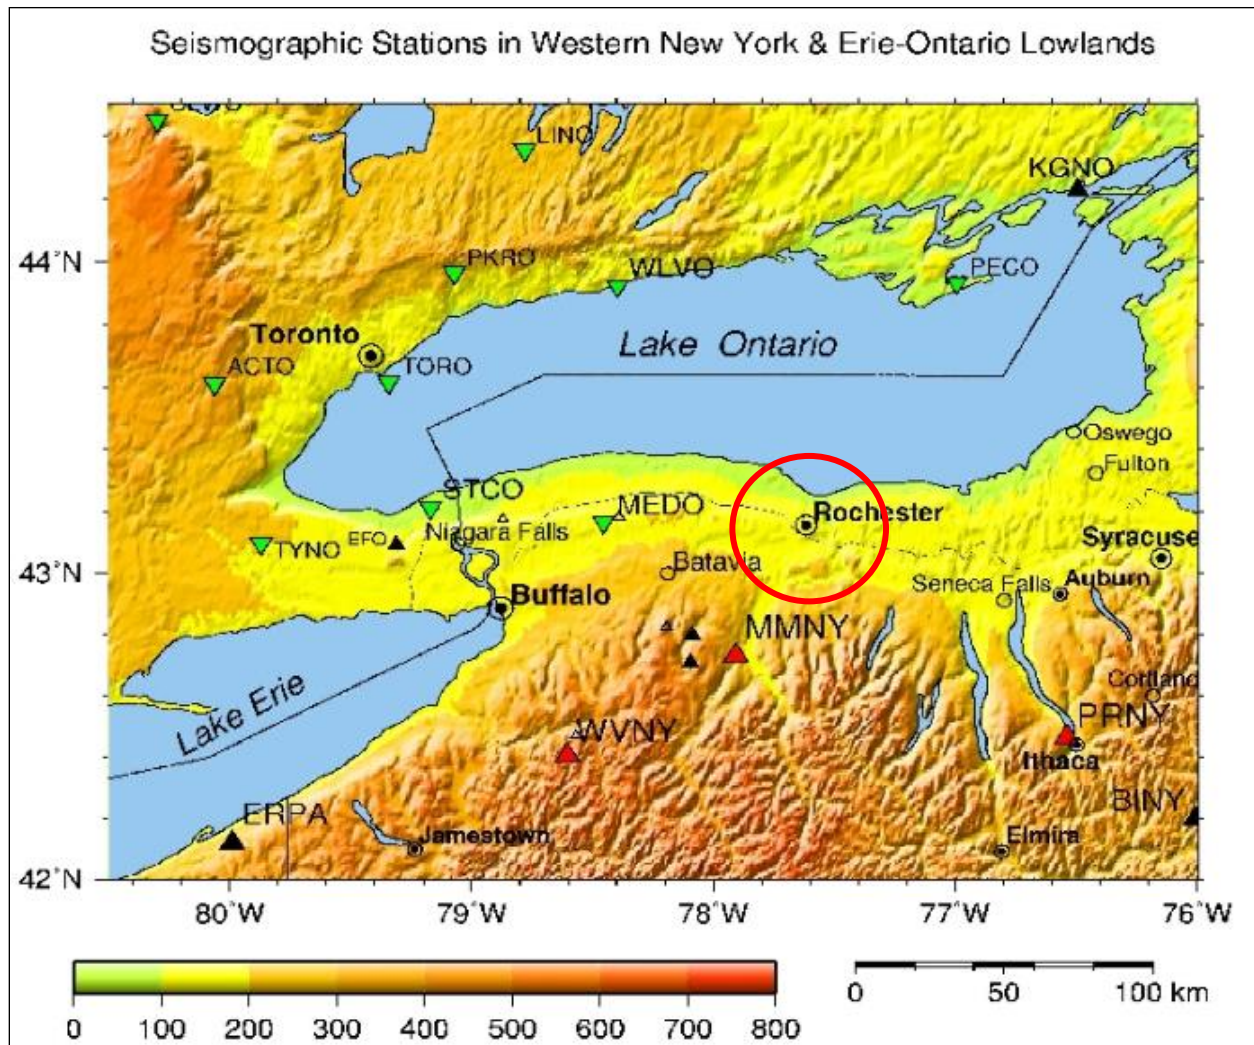 Seismographic Stations in Western New York & Erie-Ontario Lowlands
LINO
KGNO
44°N
PKRO
WLVO
PECO
Toronto
Lake Ontario
ACTO
TORO
Oswego
Fulton
STCO
MEDO
Rochester
TYNO
EFO
Niagara Falls
Syracuse
43°N
Batavia
Seneca Falls
Auburn
Buffalo
MMNY
Cortland
Lake Erie
WVNY
PRNY
Ithaca
ERPA
BINY
Jamestown
Elmira
42°N
80°W 79°W 78°W 77°W 76°W
0 50 100 km
0 100 200 300 400 500 600 700 800